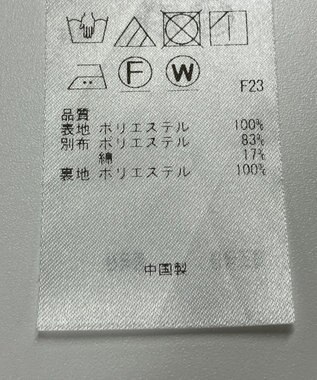 F W
F23
品質
表地 ポリエステル 100%
別布 ポリエステル 83%
綿 17%
裏地 ポリエステル 100%
中国製